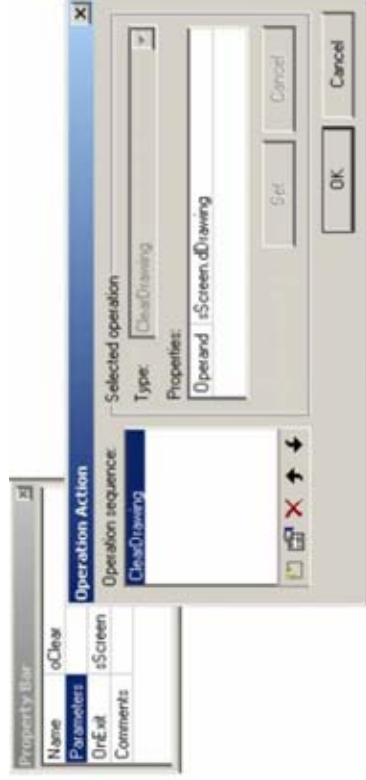 Property Bar
Name oClear
Parameters
OnExit sScreen
Comments
Operation Action
Operation sequence:
ClearDrawing
Selected operation
Type: ClearDrawing
Properties:
Operand sScreen.dDrawing
Set Cancel
OK Cancel